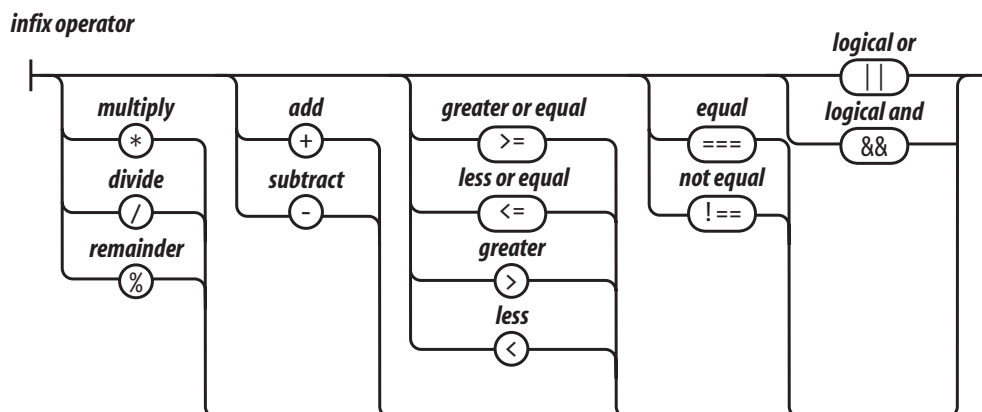 infix operator
logical or
||
multiply
add
greater or equal
equal
logical and
*
+
>=
===
&&
divide
subtract
less or equal
not equal
/
-
<=
!==
remainder
greater
%
>
less
<